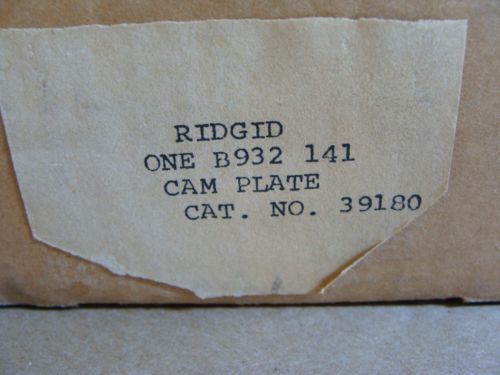 RIDGID
ONE B932 141
CAM PLATE
CAT. NO. 39180